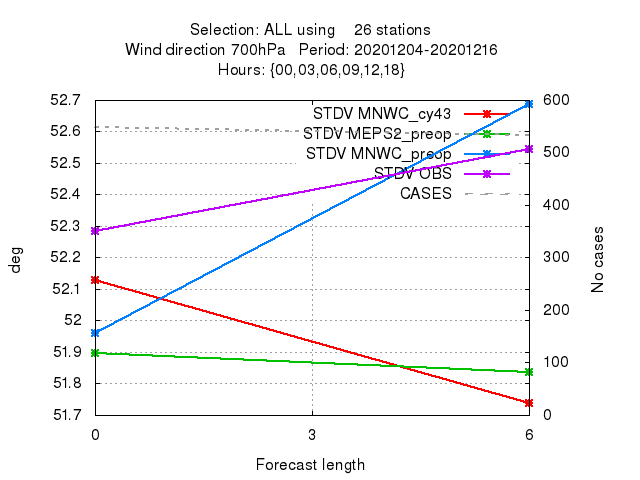 Selection: ALL using 26 stations
Wind direction 700hPa Period: 20201204-20201216
Hours: {00,03,06,09,12,18}
52.7
52.6
52.5
52.4
52.3
52.2
52.1
52
51.9
51.8
51.7
deg
STDV MNWC_cy43
STDV MEPS2_preop
STDV MNWC_preop
STDV OBS
CASES
600
500
400
300
200
100
0
No cases
0 3 6
Forecast length